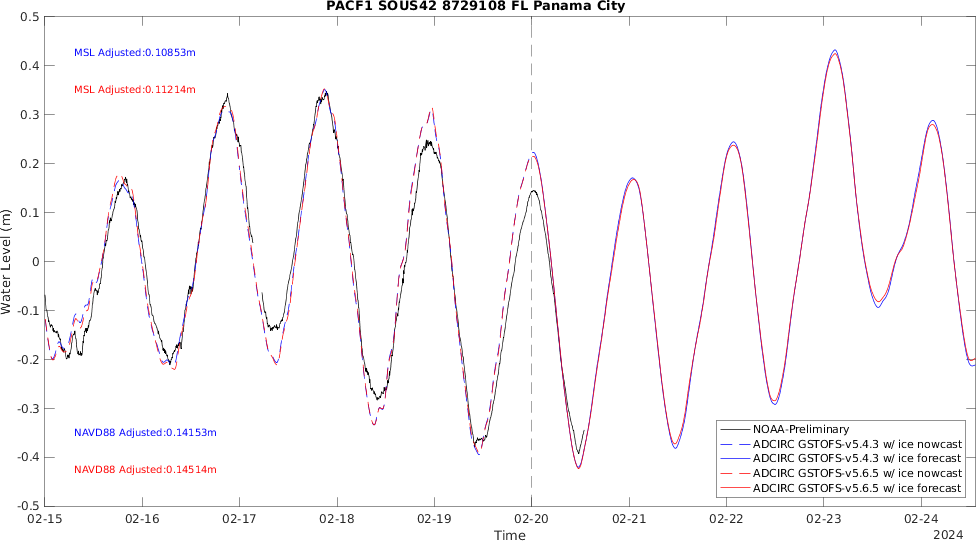 PACF1 SOUS42 8729108 FL Panama City
0.5
0.4
0.3
0.2
0.1
0
-0.1
-0.2
-0.3
-0.4
-0.5
Water Level (m)
MSL Adjusted:0.10853m
MSL Adjusted:0.11214m
NAVD88 Adjusted:0.14153m
NAVD88 Adjusted:0.14514m
NOAA-Preliminary
ADCIRC GSTOFS-v5.4.3 w/ ice nowcast
ADCIRC GSTOFS-v5.4.3 w/ ice forecast
ADCIRC GSTOFS-v5.6.5 w/ ice nowcast
ADCIRC GSTOFS-v5.6.5 w/ ice forecast
02-15 02-16 02-17 02-18 02-19 02-20 02-21 02-22 02-23 02-24
Time
2024